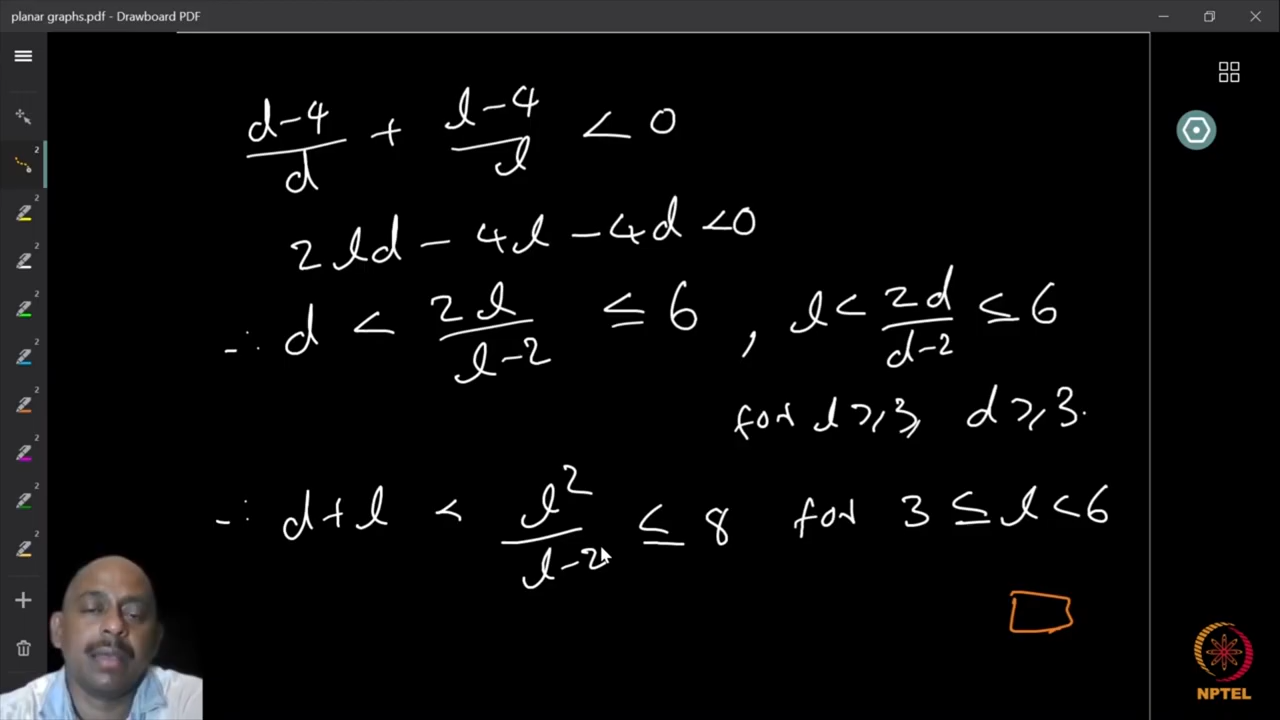 planar graphs.pdf - Drawboard PDF
(d-4)/d + (l-4)/l < 0
2ld - 4l - 4d < 0
∴ d < 2l/(l-2) ≤ 6 , l < 2d/(d-2) ≤ 6
for l ≥ 3, d ≥ 3.
∴ d+l < l²/(l-2) ≤ 8 for 3 ≤ l < 6
NPTEL